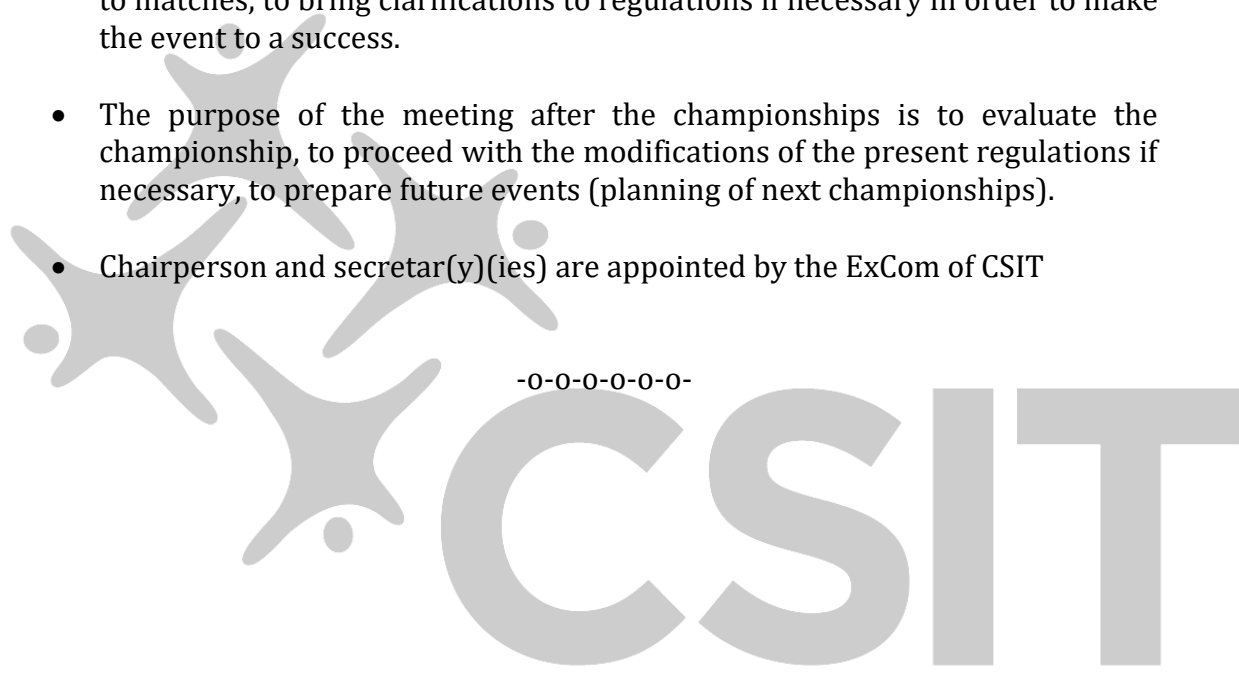 to matches, to bring clarifications to regulations if necessary in order to make
the event to a success.
• The purpose of the meeting after the championships is to evaluate the
championship, to proceed with the modifications of the present regulations if
necessary, to prepare future events (planning of next championships).
• Chairperson and secretar(y)(ies) are appointed by the ExCom of CSIT
-o-o-o-o-o-o-
CSIT